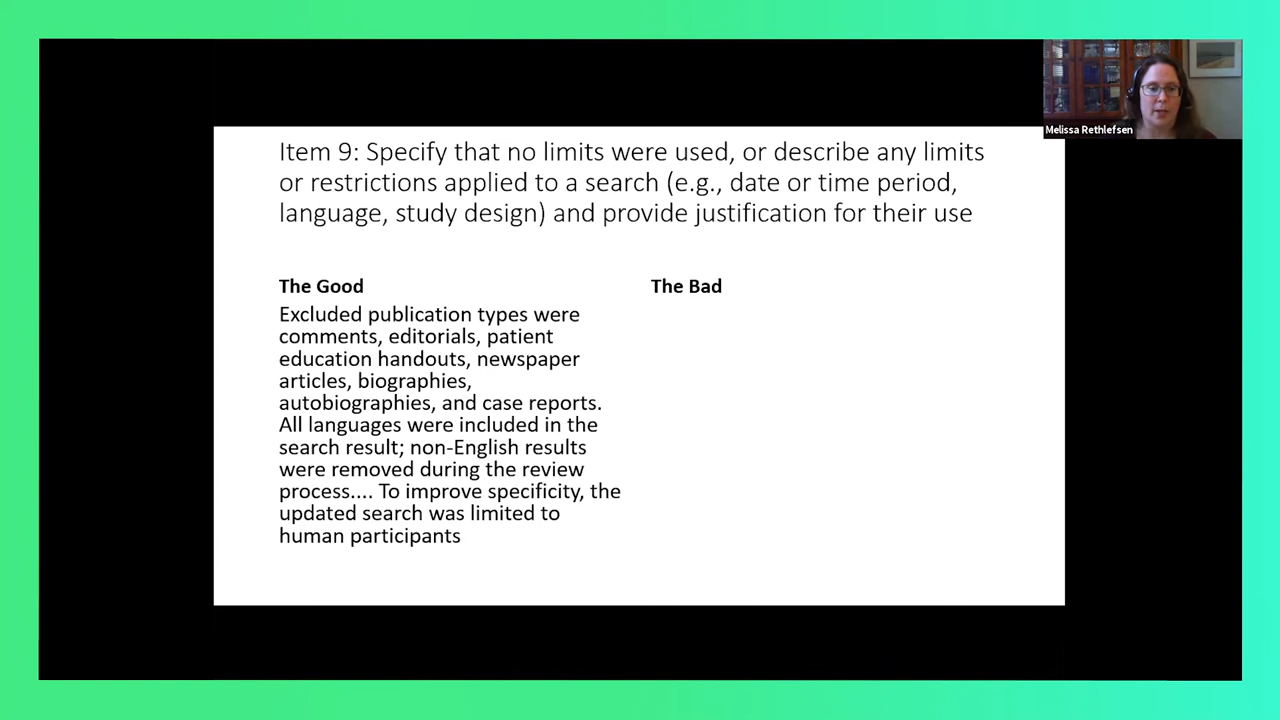 Melissa Rethlefsen
Item 9: Specify that no limits were used, or describe any limits
or restrictions applied to a search (e.g., date or time period,
language, study design) and provide justification for their use
The Good
Excluded publication types were
comments, editorials, patient
education handouts, newspaper
articles, biographies,
autobiographies, and case reports.
All languages were included in the
search result; non-English results
were removed during the review
process.... To improve specificity, the
updated search was limited to
human participants
The Bad